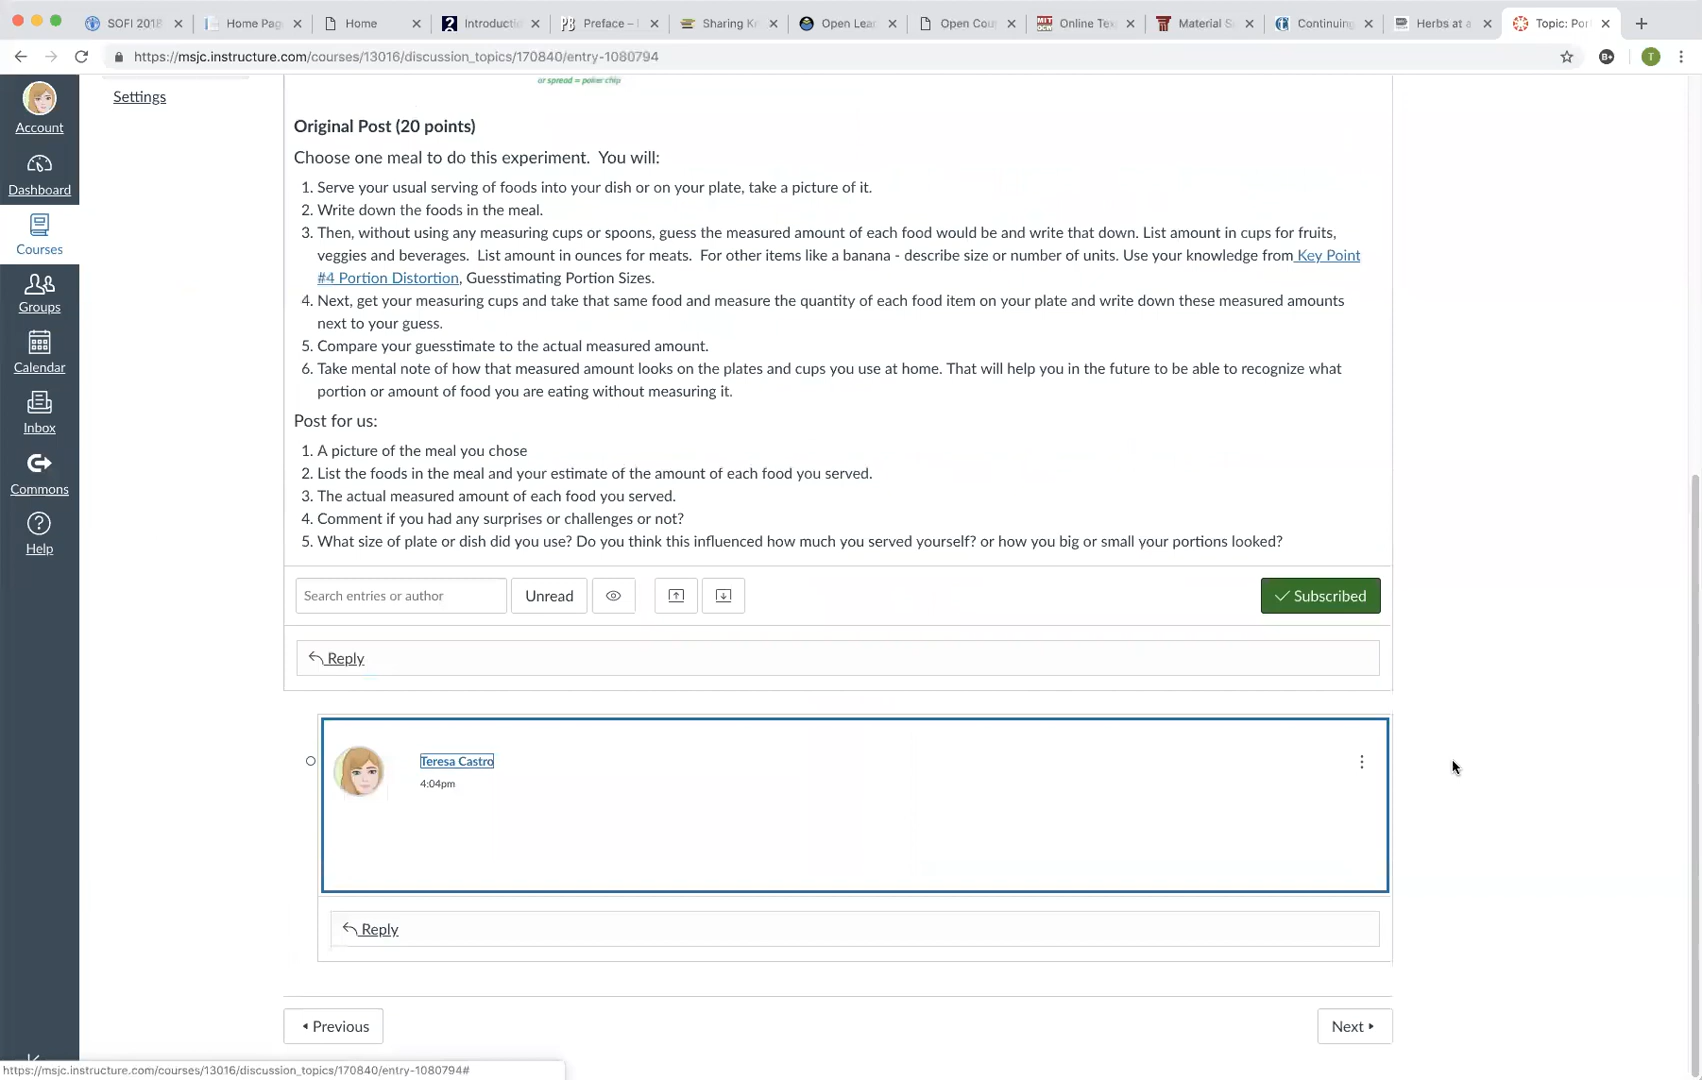 SOFI 2018
Home Pag
Home
Introductio
Preface –
Sharing K
Open Lea
Open Cou
Online Tex
Material S
Continuing
Herbs at a
Topic: Por
https://msjc.instructure.com/courses/13016/discussion_topics/170840/entry-1080794
T
or spread = poker chip
Settings
Account
Dashboard
Courses
Groups
Calendar
Inbox
Commons
Help
Original Post (20 points)
Choose one meal to do this experiment.  You will:
1. Serve your usual serving of foods into your dish or on your plate, take a picture of it.
2. Write down the foods in the meal.
3. Then, without using any measuring cups or spoons, guess the measured amount of each food would be and write that down. List amount in cups for fruits,
veggies and beverages.  List amount in ounces for meats.  For other items like a banana - describe size or number of units. Use your knowledge from Key Point
#4 Portion Distortion, Guesstimating Portion Sizes.
4. Next, get your measuring cups and take that same food and measure the quantity of each food item on your plate and write down these measured amounts
next to your guess.
5. Compare your guesstimate to the actual measured amount.
6. Take mental note of how that measured amount looks on the plates and cups you use at home. That will help you in the future to be able to recognize what
portion or amount of food you are eating without measuring it.
Post for us:
1. A picture of the meal you chose
2. List the foods in the meal and your estimate of the amount of each food you served.
3. The actual measured amount of each food you served.
4. Comment if you had any surprises or challenges or not?
5. What size of plate or dish did you use? Do you think this influenced how much you served yourself? or how you big or small your portions looked?
Search entries or author
Unread
Subscribed
Reply
Teresa Castro
4:04pm
Reply
Previous
Next
https://msjc.instructure.com/courses/13016/discussion_topics/170840/entry-1080794#